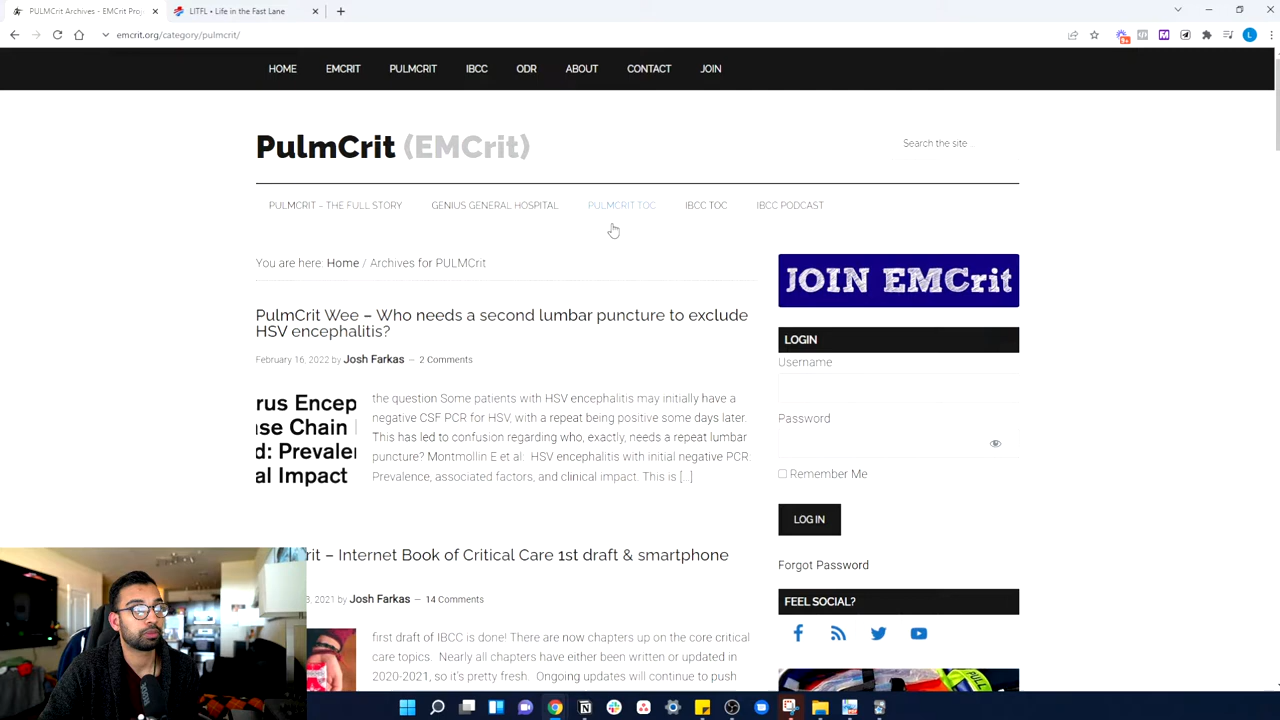 PULMCrit Archives - EMCrit Proj
LITFL • Life in the Fast Lane
emcrit.org/category/pulmcrit/
HOME EMCRIT PULMCRIT IBCC ODR ABOUT CONTACT JOIN
PulmCrit (EMCrit)
Search the site ..
PULMCRIT – THE FULL STORY GENIUS GENERAL HOSPITAL PULMCRIT TOC IBCC TOC IBCC PODCAST
You are here: Home / Archives for PULMCrit
PulmCrit Wee – Who needs a second lumbar puncture to exclude
HSV encephalitis?
February 16, 2022 by Josh Farkas — 2 Comments
rus Encep
ase Chain
d: Prevaler
al Impact
the question Some patients with HSV encephalitis may initially have a
negative CSF PCR for HSV, with a repeat being positive some days later.
This has led to confusion regarding who, exactly, needs a repeat lumbar
puncture? Montmollin E et al: HSV encephalitis with initial negative PCR:
Prevalence, associated factors, and clinical impact. This is [...]
rit – Internet Book of Critical Care 1st draft & smartphone
3, 2021 by Josh Farkas — 14 Comments
first draft of IBCC is done! There are now chapters up on the core critical
care topics. Nearly all chapters have either been written or updated in
2020-2021, so it's pretty fresh. Ongoing updates will continue to push
JOIN EMCrit
LOGIN
Username
Password
Remember Me
LOG IN
Forgot Password
FEEL SOCIAL?